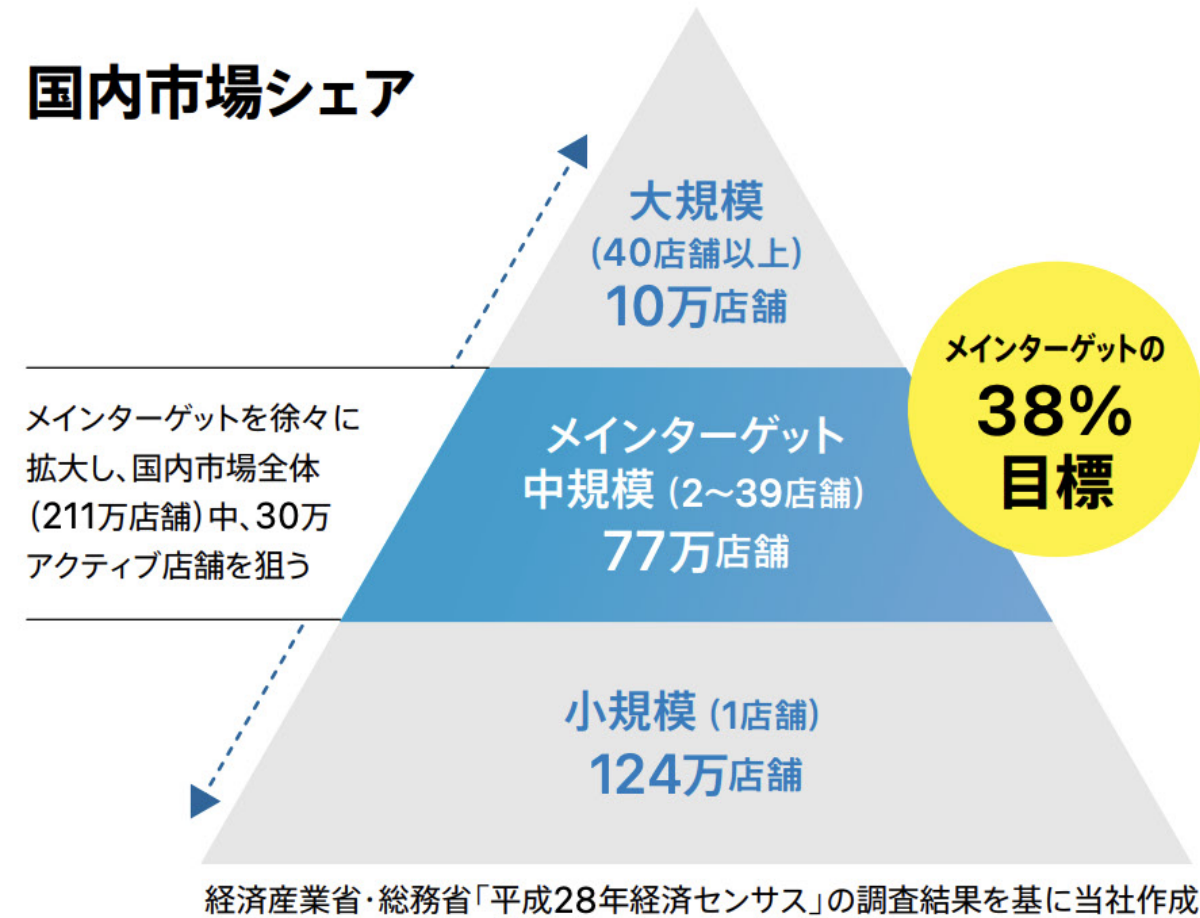 国内市場シェア
大規模
(40店舗以上)
10万店舗
メインターゲットの
38%
目標
メインターゲットを徐々に
拡大し、国内市場全体
(211万店舗)中、30万
アクティブ店舗を狙う
メインターゲット
中規模 (2〜39店舗)
77万店舗
小規模 (1店舗)
124万店舗
経済産業省・総務省「平成28年経済センサス」の調査結果を基に当社作成